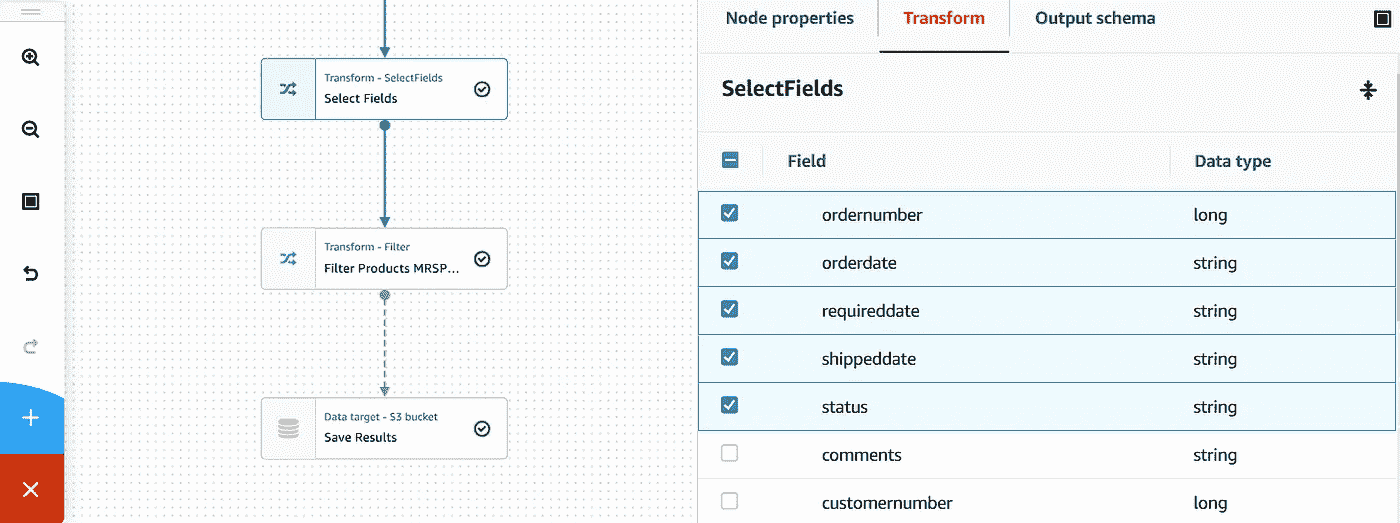 Transform - SelectFields
Select Fields
Transform - Filter
Filter Products MRSP...
Data target - S3 bucket
Save Results
Node properties Transform Output schema
SelectFields
Field Data type
ordernumber long
orderdate string
requireddate string
shippeddate string
status string
comments string
customernumber long